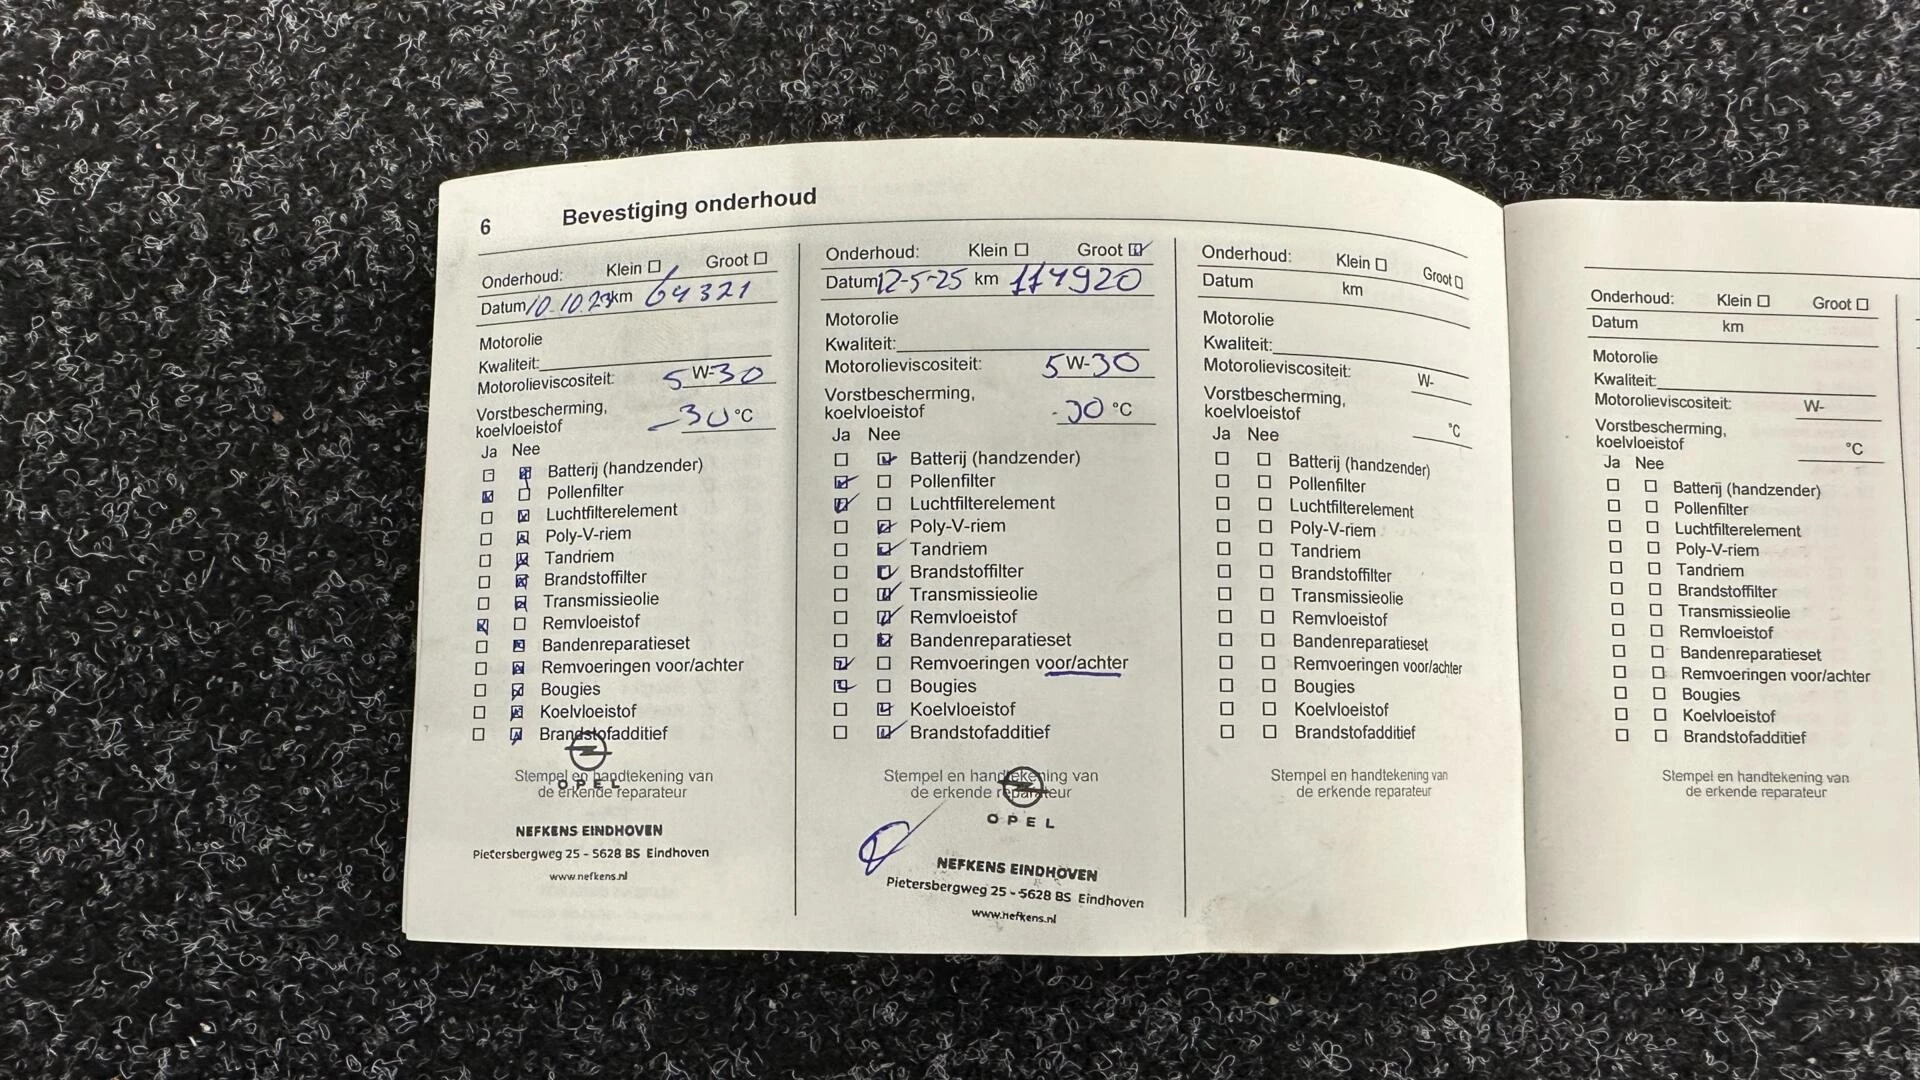 6 Bevestiging onderhoud
Onderhoud: Klein ☐ Groot ☐
Datum 10.10.23 km 64321
Motorolie
Kwaliteit:
Motorolieviscositeit: 5 W-30
Vorstbescherming,
koelvloeistof -30 °C
Ja Nee
☐ ☒ Batterij (handzender)
☒ ☐ Pollenfilter
☐ ☒ Luchtfilterelement
☐ ☒ Poly-V-riem
☐ ☒ Tandriem
☐ ☒ Brandstoffilter
☐ ☒ Transmissieolie
☒ ☐ Remvloeistof
☐ ☒ Bandenreparatieset
☐ ☒ Remvoeringen voor/achter
☐ ☒ Bougies
☐ ☒ Koelvloeistof
☐ ☒ Brandstofadditief
Stempel en handtekening van
de erkende reparateur
OPEL
NEFKENS EINDHOVEN
Pietersbergweg 25 - 5628 BS Eindhoven
www.nefkens.nl
Onderhoud: Klein ☐ Groot ☒
Datum 12-5-25 km 114920
Motorolie
Kwaliteit:
Motorolieviscositeit: 5 W-30
Vorstbescherming,
koelvloeistof -30 °C
Ja Nee
☐ ☒ Batterij (handzender)
☒ ☐ Pollenfilter
☒ ☐ Luchtfilterelement
☐ ☒ Poly-V-riem
☐ ☒ Tandriem
☐ ☒ Brandstoffilter
☐ ☒ Transmissieolie
☐ ☒ Remvloeistof
☐ ☒ Bandenreparatieset
☒ ☐ Remvoeringen voor/achter
☒ ☐ Bougies
☐ ☒ Koelvloeistof
☐ ☒ Brandstofadditief
Stempel en handtekening van
de erkende reparateur
OPEL
NEFKENS EINDHOVEN
Pietersbergweg 25 - 5628 BS Eindhoven
www.nefkens.nl
Onderhoud: Klein ☐ Groot ☐
Datum km
Motorolie
Kwaliteit:
Motorolieviscositeit: W-
Vorstbescherming,
koelvloeistof °C
Ja Nee
☐ ☐ Batterij (handzender)
☐ ☐ Pollenfilter
☐ ☐ Luchtfilterelement
☐ ☐ Poly-V-riem
☐ ☐ Tandriem
☐ ☐ Brandstoffilter
☐ ☐ Transmissieolie
☐ ☐ Remvloeistof
☐ ☐ Bandenreparatieset
☐ ☐ Remvoeringen voor/achter
☐ ☐ Bougies
☐ ☐ Koelvloeistof
☐ ☐ Brandstofadditief
Stempel en handtekening van
de erkende reparateur
Onderhoud: Klein ☐ Groot ☐
Datum km
Motorolie
Kwaliteit:
Motorolieviscositeit: W-
Vorstbescherming,
koelvloeistof °C
Ja Nee
☐ ☐ Batterij (handzender)
☐ ☐ Pollenfilter
☐ ☐ Luchtfilterelement
☐ ☐ Poly-V-riem
☐ ☐ Tandriem
☐ ☐ Brandstoffilter
☐ ☐ Transmissieolie
☐ ☐ Remvloeistof
☐ ☐ Bandenreparatieset
☐ ☐ Remvoeringen voor/achter
☐ ☐ Bougies
☐ ☐ Koelvloeistof
☐ ☐ Brandstofadditief
Stempel en handtekening van
de erkende reparateur